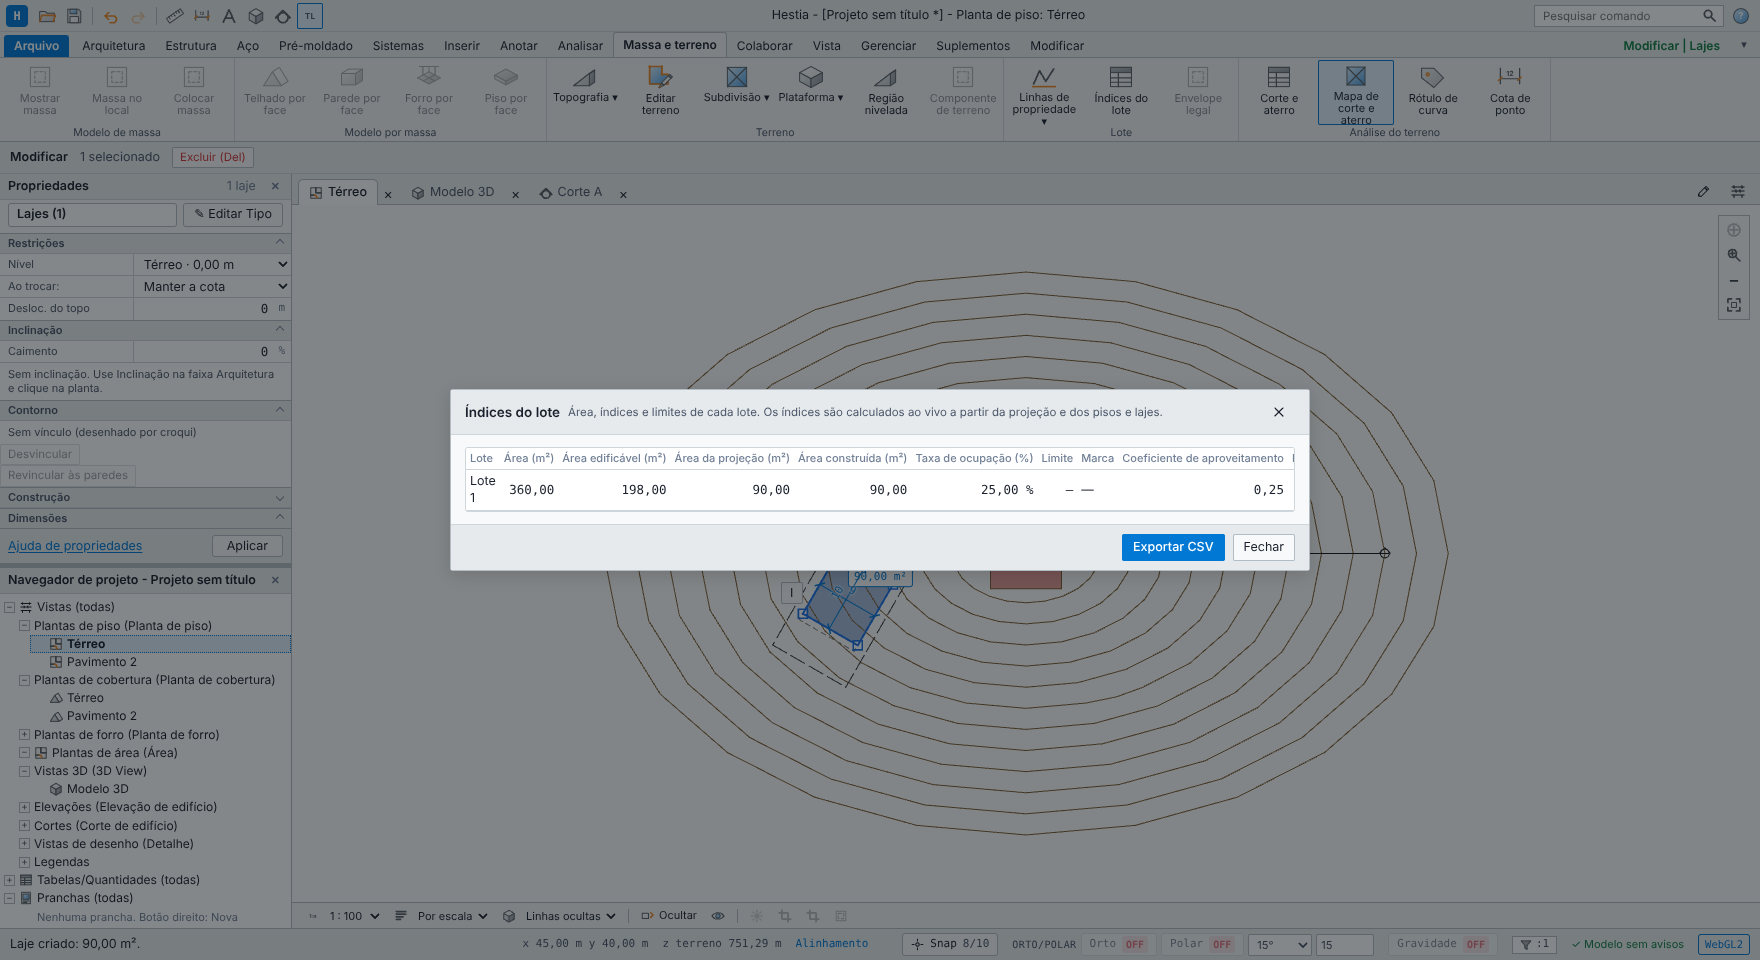 H
TL
Hestia - [Projeto sem título *] - Planta de piso: Térreo
Pesquisar comando
?
Arquivo Arquitetura Estrutura Aço Pré-moldado Sistemas Inserir Anotar Analisar Massa e terreno Colaborar Vista Gerenciar Suplementos Modificar Modificar | Lajes
Mostrar massa
Massa no local
Colocar massa
Telhado por face
Parede por face
Forro por face
Piso por face
Topografia ▾
Editar terreno
Subdivisão ▾
Plataforma ▾
Região nivelada
Componente de terreno
Linhas de propriedade ▾
Índices do lote
Envelope legal
Corte e aterro
Mapa de corte e aterro
Rótulo de curva
12
Cota de ponto
Modelo de massa
Modelo por massa
Terreno
Lote
Análise do terreno
Modificar 1 selecionado Excluir (Del)
Propriedades 1 laje ×
Lajes (1) ✎ Editar Tipo
Restrições
Nível Térreo · 0,00 m
Ao trocar: Manter a cota
Desloc. do topo 0 m
Inclinação
Caimento 0 %
Sem inclinação. Use Inclinação na faixa Arquitetura
e clique na planta.
Contorno
Sem vínculo (desenhado por croqui)
Desvincular
Revincular às paredes
Construção
Dimensões
Ajuda de propriedades Aplicar
Navegador de projeto - Projeto sem título ×
Vistas (todas)
Plantas de piso (Planta de piso)
Térreo
Pavimento 2
Plantas de cobertura (Planta de cobertura)
Térreo
Pavimento 2
Plantas de forro (Planta de forro)
Plantas de área (Área)
Vistas 3D (3D View)
Modelo 3D
Elevações (Elevação de edifício)
Cortes (Corte de edifício)
Vistas de desenho (Detalhe)
Legendas
Tabelas/Quantidades (todas)
Pranchas (todas)
Nenhuma prancha. Botão direito: Nova
Térreo × Modelo 3D × Corte A ×
Índices do lote Área, índices e limites de cada lote. Os índices são calculados ao vivo a partir da projeção e dos pisos e lajes. ×
Lote Área (m²) Área edificável (m²) Área da projeção (m²) Área construída (m²) Taxa de ocupação (%) Limite Marca Coeficiente de aproveitamento
Lote 1 360,00 198,00 90,00 90,00 25,00 % — — 0,25
Exportar CSV Fechar
90,00 m²
1 : 100 Por escala Linhas ocultas Ocultar
Laje criado: 90,00 m².
x 45,00 m y 40,00 m z terreno 751,29 m Alinhamento Snap 8/10 ORTO/POLAR Orto OFF Polar OFF 15° 15 Gravidade OFF :1 ✓ Modelo sem avisos WebGL2